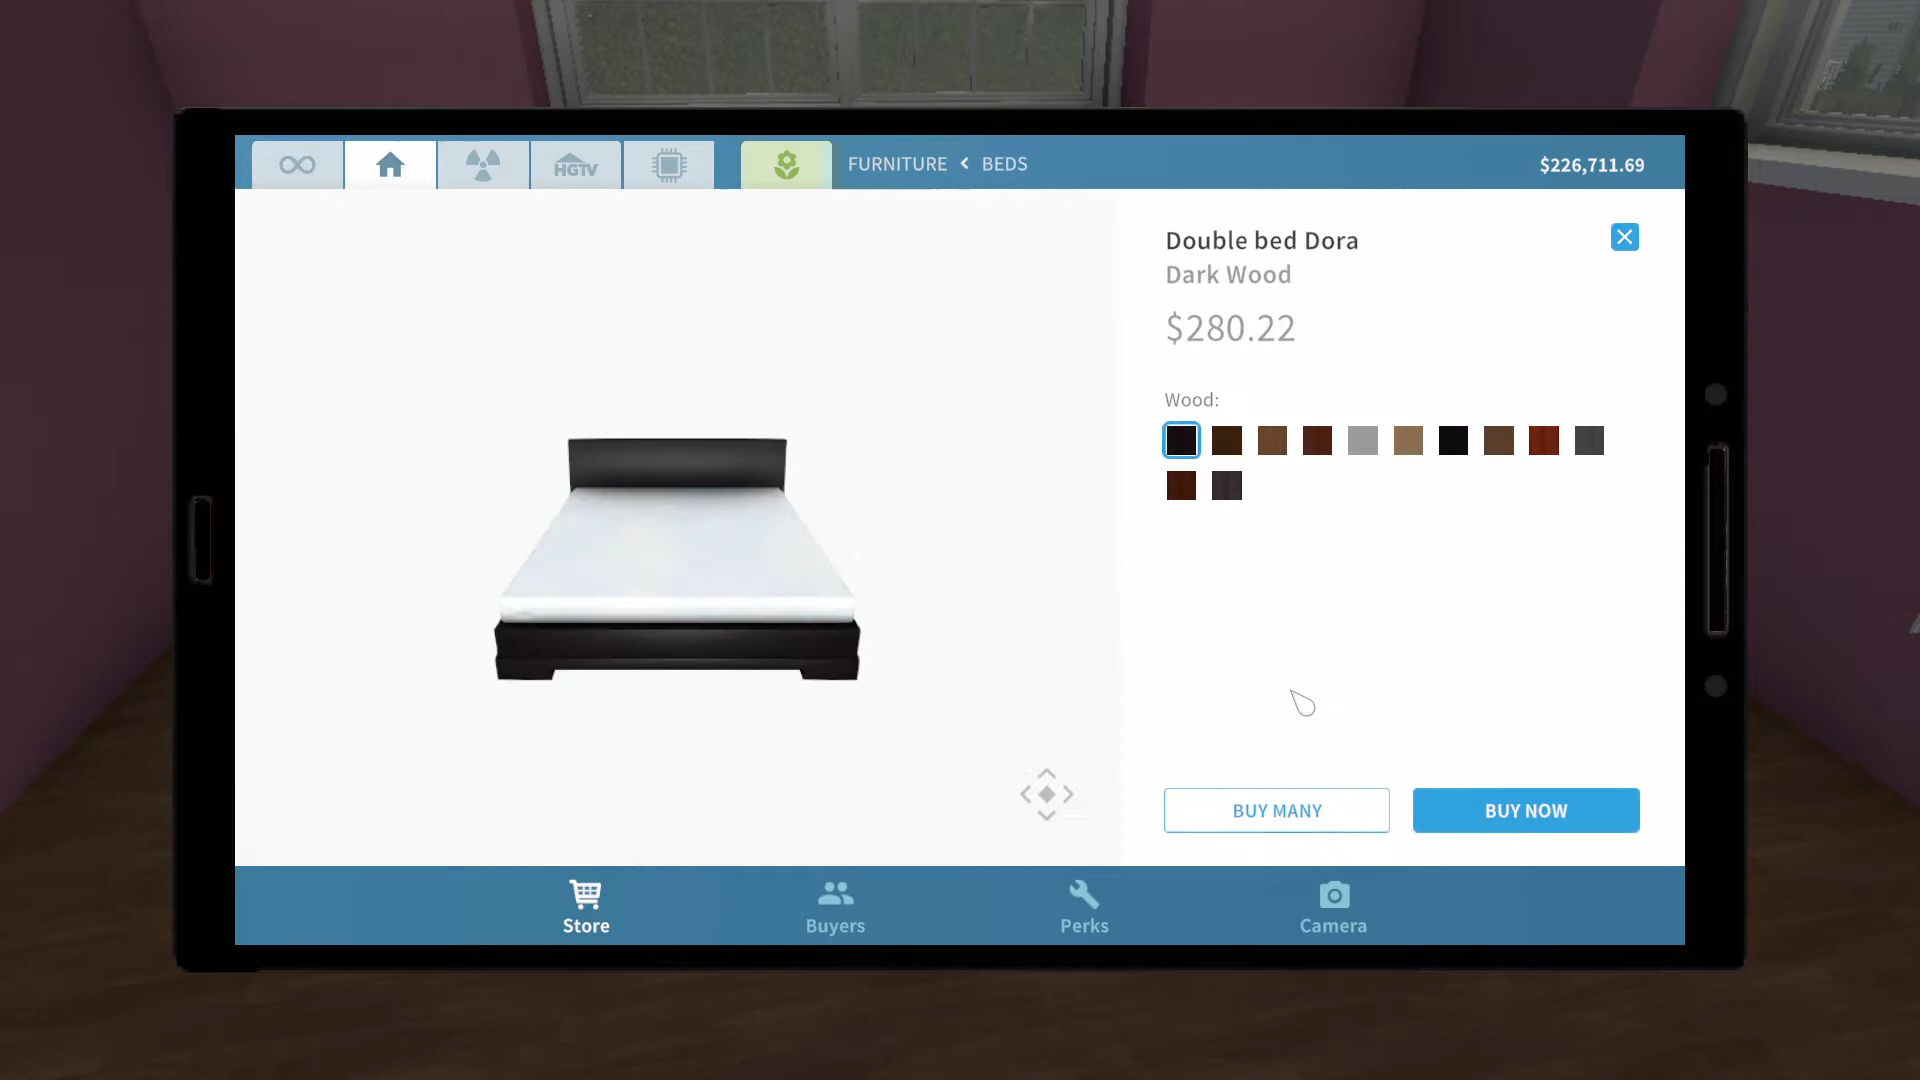 HGTV
FURNITURE < BEDS
$226,711.69
Double bed Dora
Dark Wood
$280.22
Wood:
BUY MANY
BUY NOW
Store
Buyers
Perks
Camera